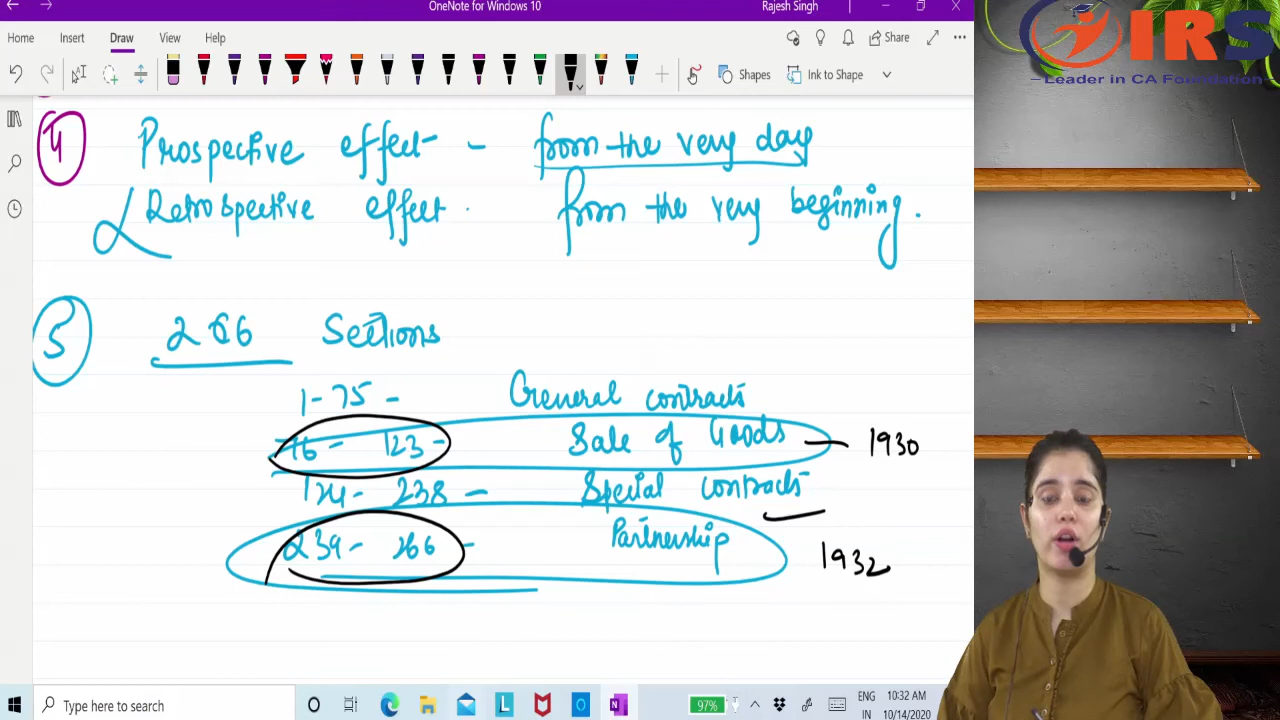 OneNote for Windows 10
Rajesh Singh
Home Insert Draw View Help
Share
Shapes
Ink to Shape
IRS
Leader in CA Foundation
4 Prospective effect - from the very day
Retrospective effect . from the very beginning.
5 266 Sections
1-75 - General contracts
76 - 123 - Sale of Goods - 1930
124 - 238 - Special contracts
239 - 266 - Partnership 1932
Type here to search
97%
ENG 10:32 AM
IN 10/14/2020